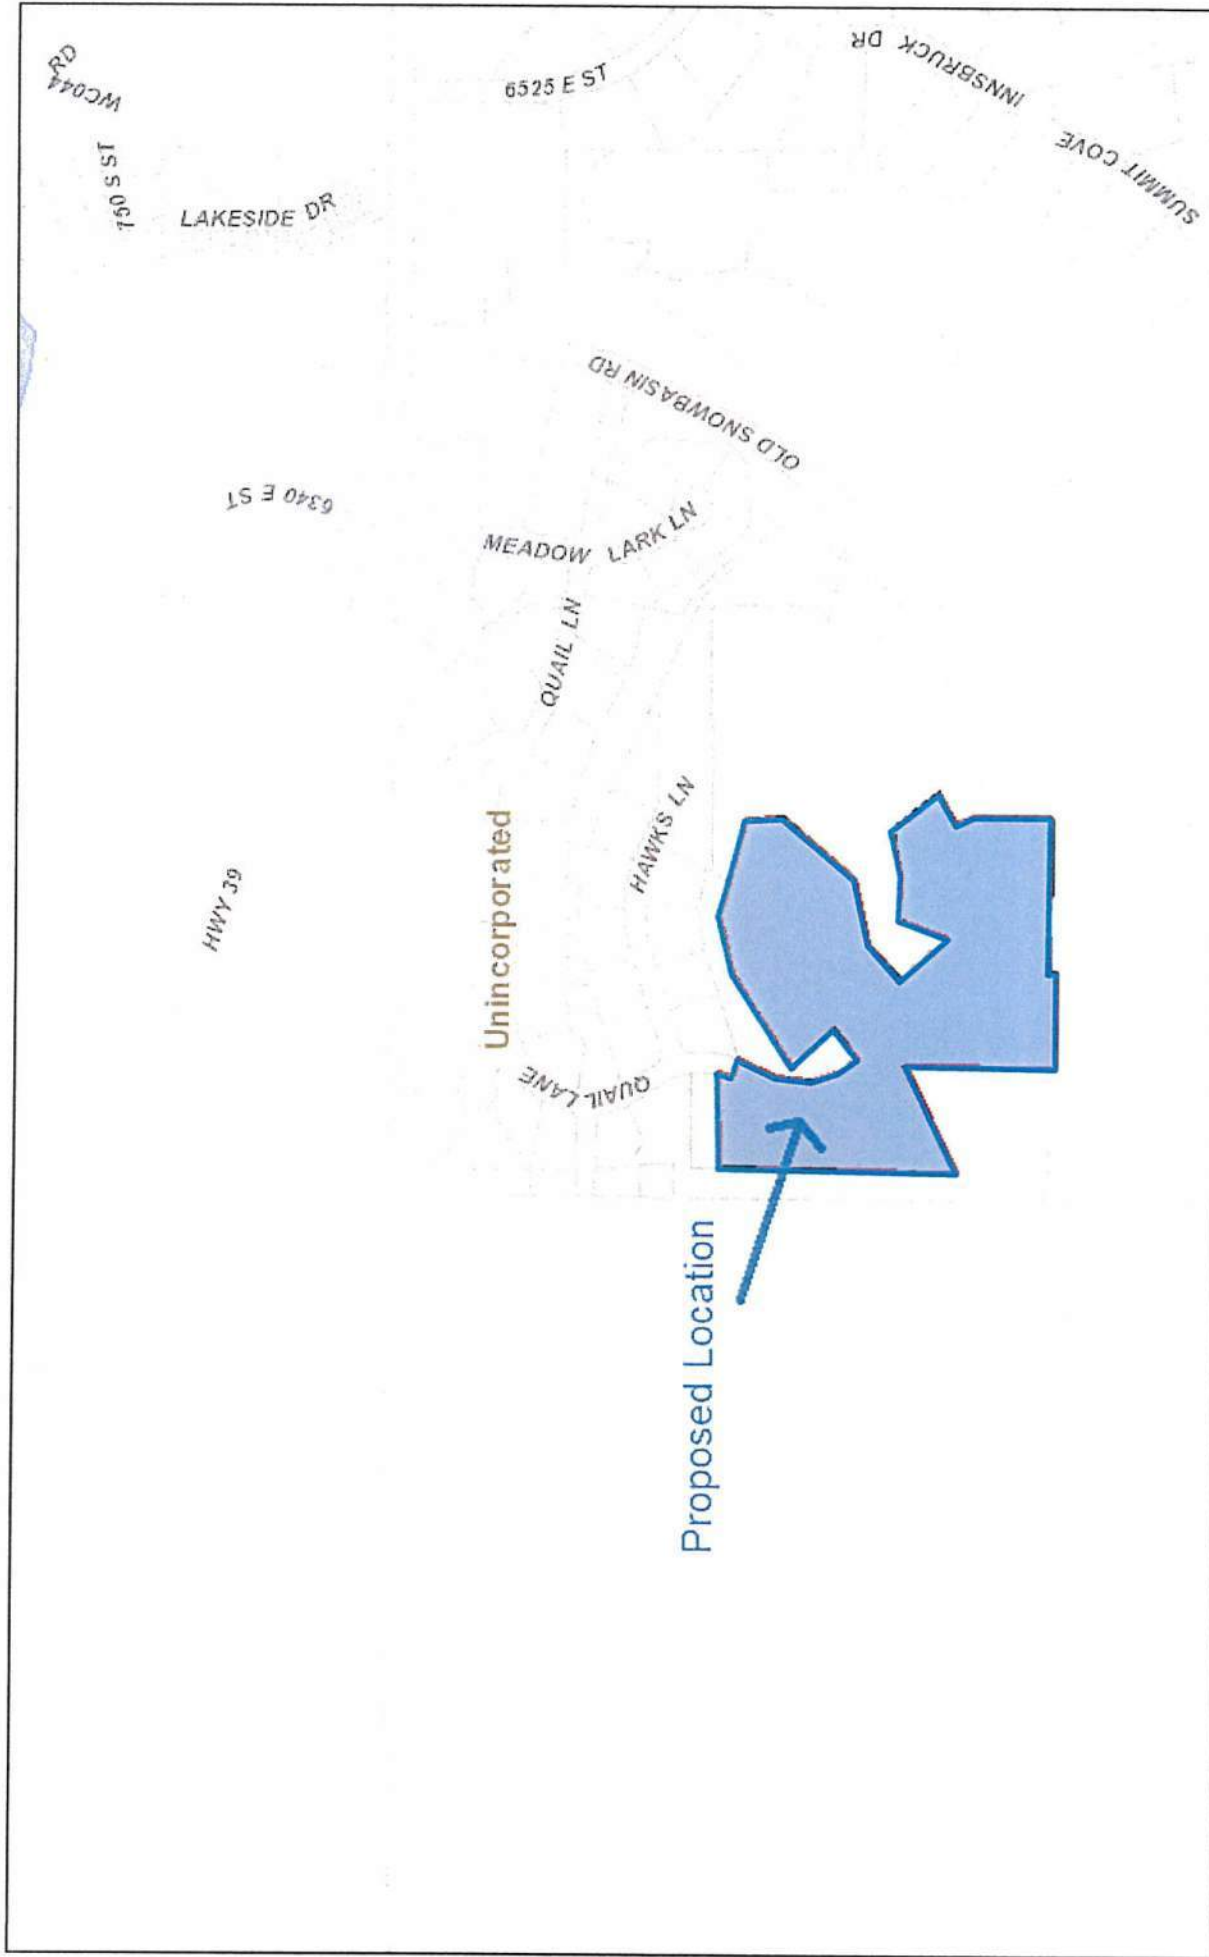 WC044 RD
750 S ST
LAKESIDE DR
6525 E ST
INNSBRUCK DR
SUMMIT COVE
OLD SNOWBASIN RD
6340 E ST
MEADOW LARK LN
QUAIL LN
HAWKS LN
HWY 39
Unincorporated
QUAIL LANE
Proposed Location